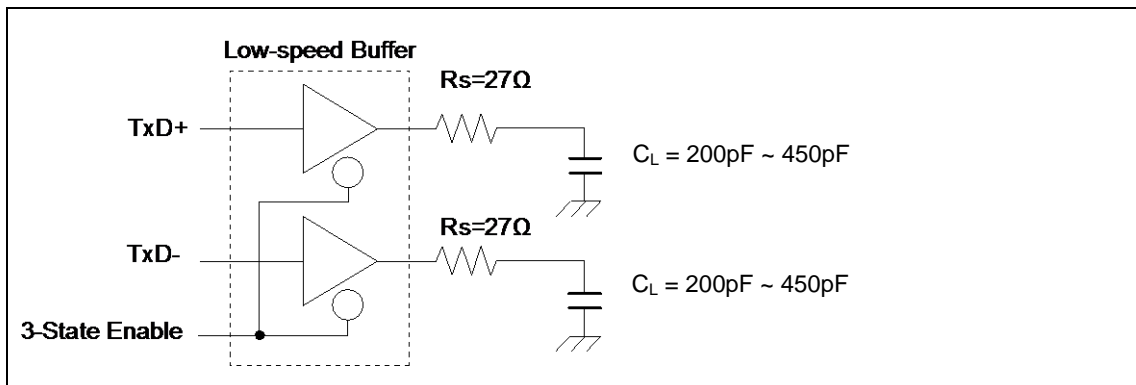 Low-speed Buffer
Rs=27Ω
TxD+
CL = 200pF ~ 450pF
Rs=27Ω
TxD-
CL = 200pF ~ 450pF
3-State Enable